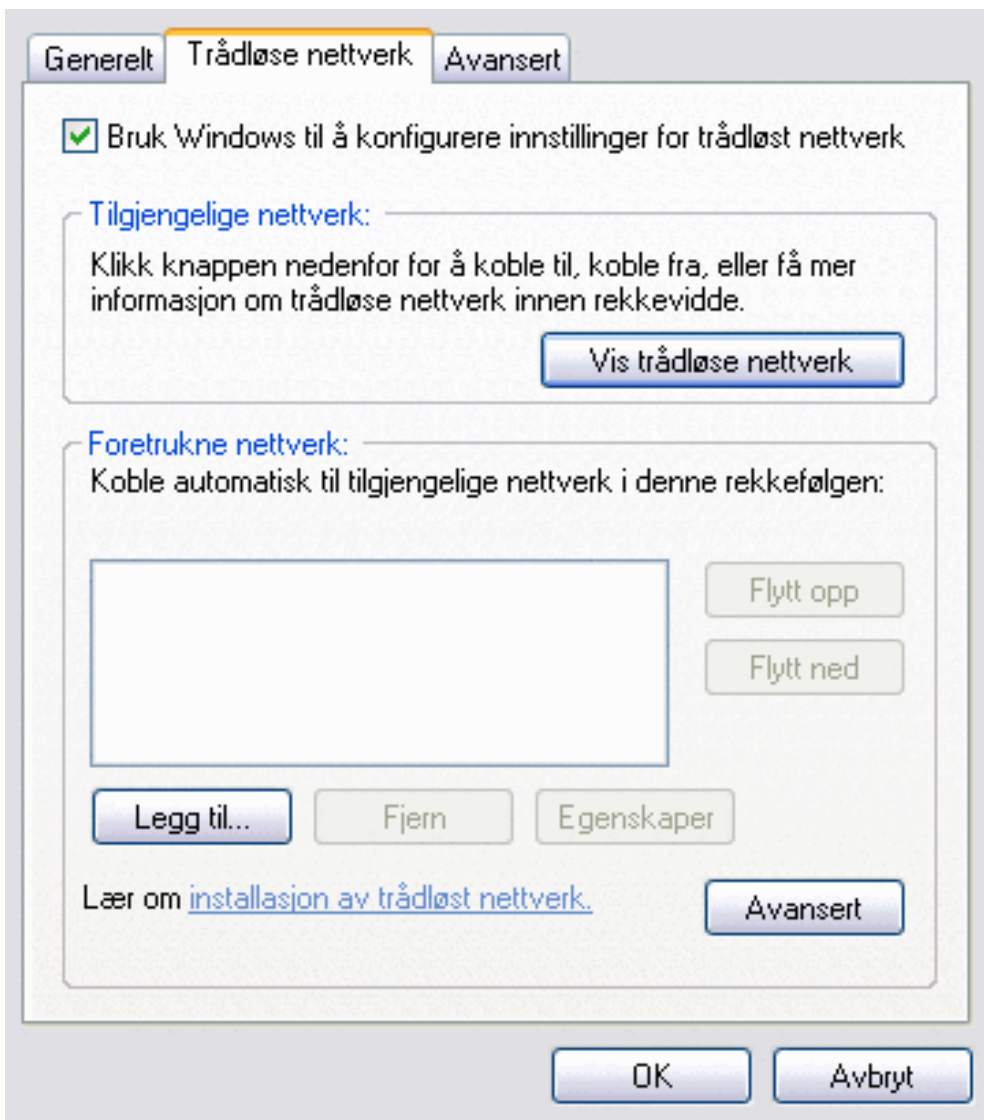 Generelt
Trådløse nettverk
Avansert
Bruk Windows til å konfigurere innstillinger for trådløst nettverk
Tilgjengelige nettverk:
Klikk knappen nedenfor for å koble til, koble fra, eller få mer
informasjon om trådløse nettverk innen rekkevidde.
Vis trådløse nettverk
Foretrukne nettverk:
Koble automatisk til tilgjengelige nettverk i denne rekkefølgen:
Flytt opp
Flytt ned
Legg til...
Fjern
Egenskaper
Lær om installasjon av trådløst nettverk.
Avansert
OK
Avbryt